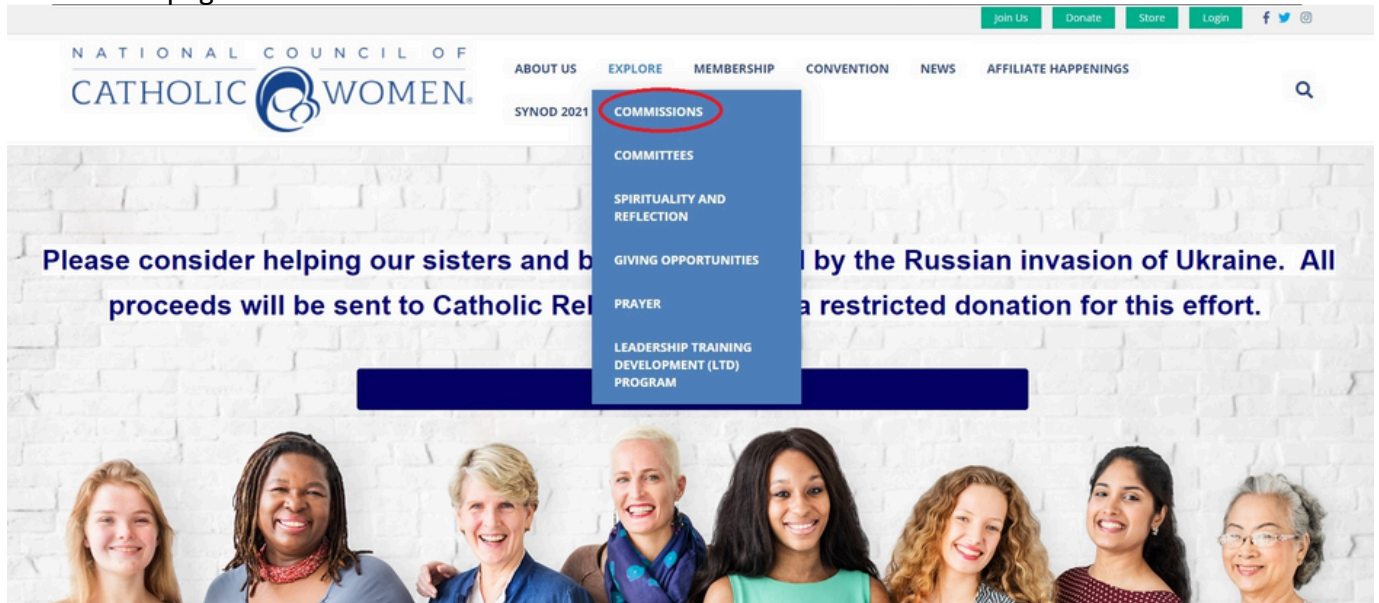 Join Us Donate Store Login
NATIONAL COUNCIL OF
CATHOLIC WOMEN®
ABOUT US EXPLORE MEMBERSHIP CONVENTION NEWS AFFILIATE HAPPENINGS
SYNOD 2021
COMMISSIONS
COMMITTEES
SPIRITUALITY AND
REFLECTION
GIVING OPPORTUNITIES
PRAYER
LEADERSHIP TRAINING
DEVELOPMENT (LTD)
PROGRAM
Please consider helping our sisters and by the Russian invasion of Ukraine. All
proceeds will be sent to Catholic a restricted donation for this effort.